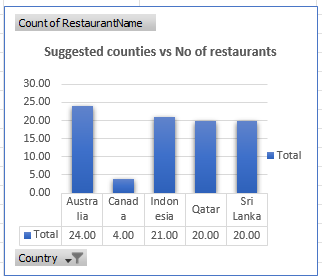 Count of RestaurantName
Suggested counties vs No of restaurants
30.00
25.00
20.00
15.00
10.00
5.00
0.00
Total
Austra
lia
Canad
a
Indon
esia
Qatar
Sri
Lanka
Total 24.00 4.00 21.00 20.00 20.00
Country